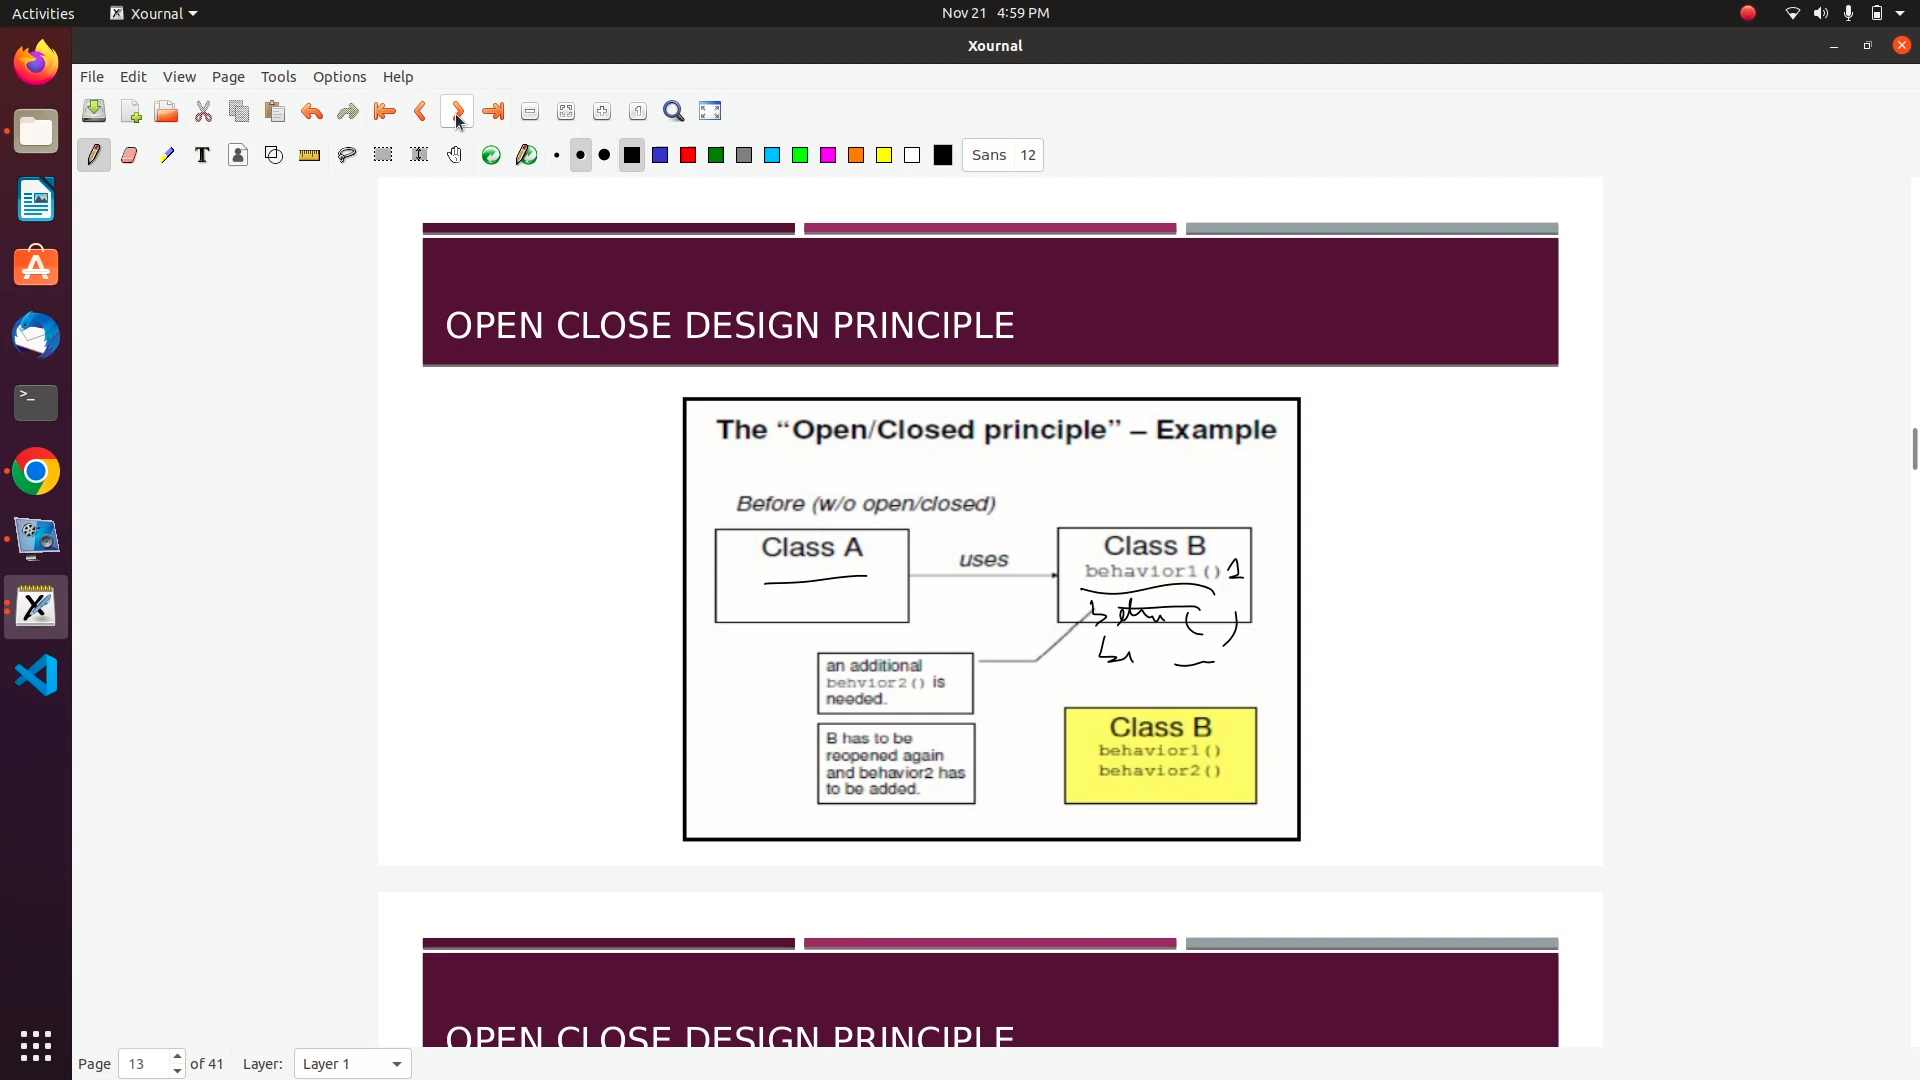 Activities
Xournal
Nov 21 4:59 PM
Xournal
File Edit View Page Tools Options Help
T
Sans 12
OPEN CLOSE DESIGN PRINCIPLE
The “Open/Closed principle” – Example
Before (w/o open/closed)
Class A
uses
Class B
behavior1() 1
an additional
behvior2() is
needed.
B has to be
reopened again
and behavior2 has
to be added.
Class B
behavior1()
behavior2()
OPEN CLOSE DESIGN PRINCIPLE
Page 13 of 41 Layer: Layer 1